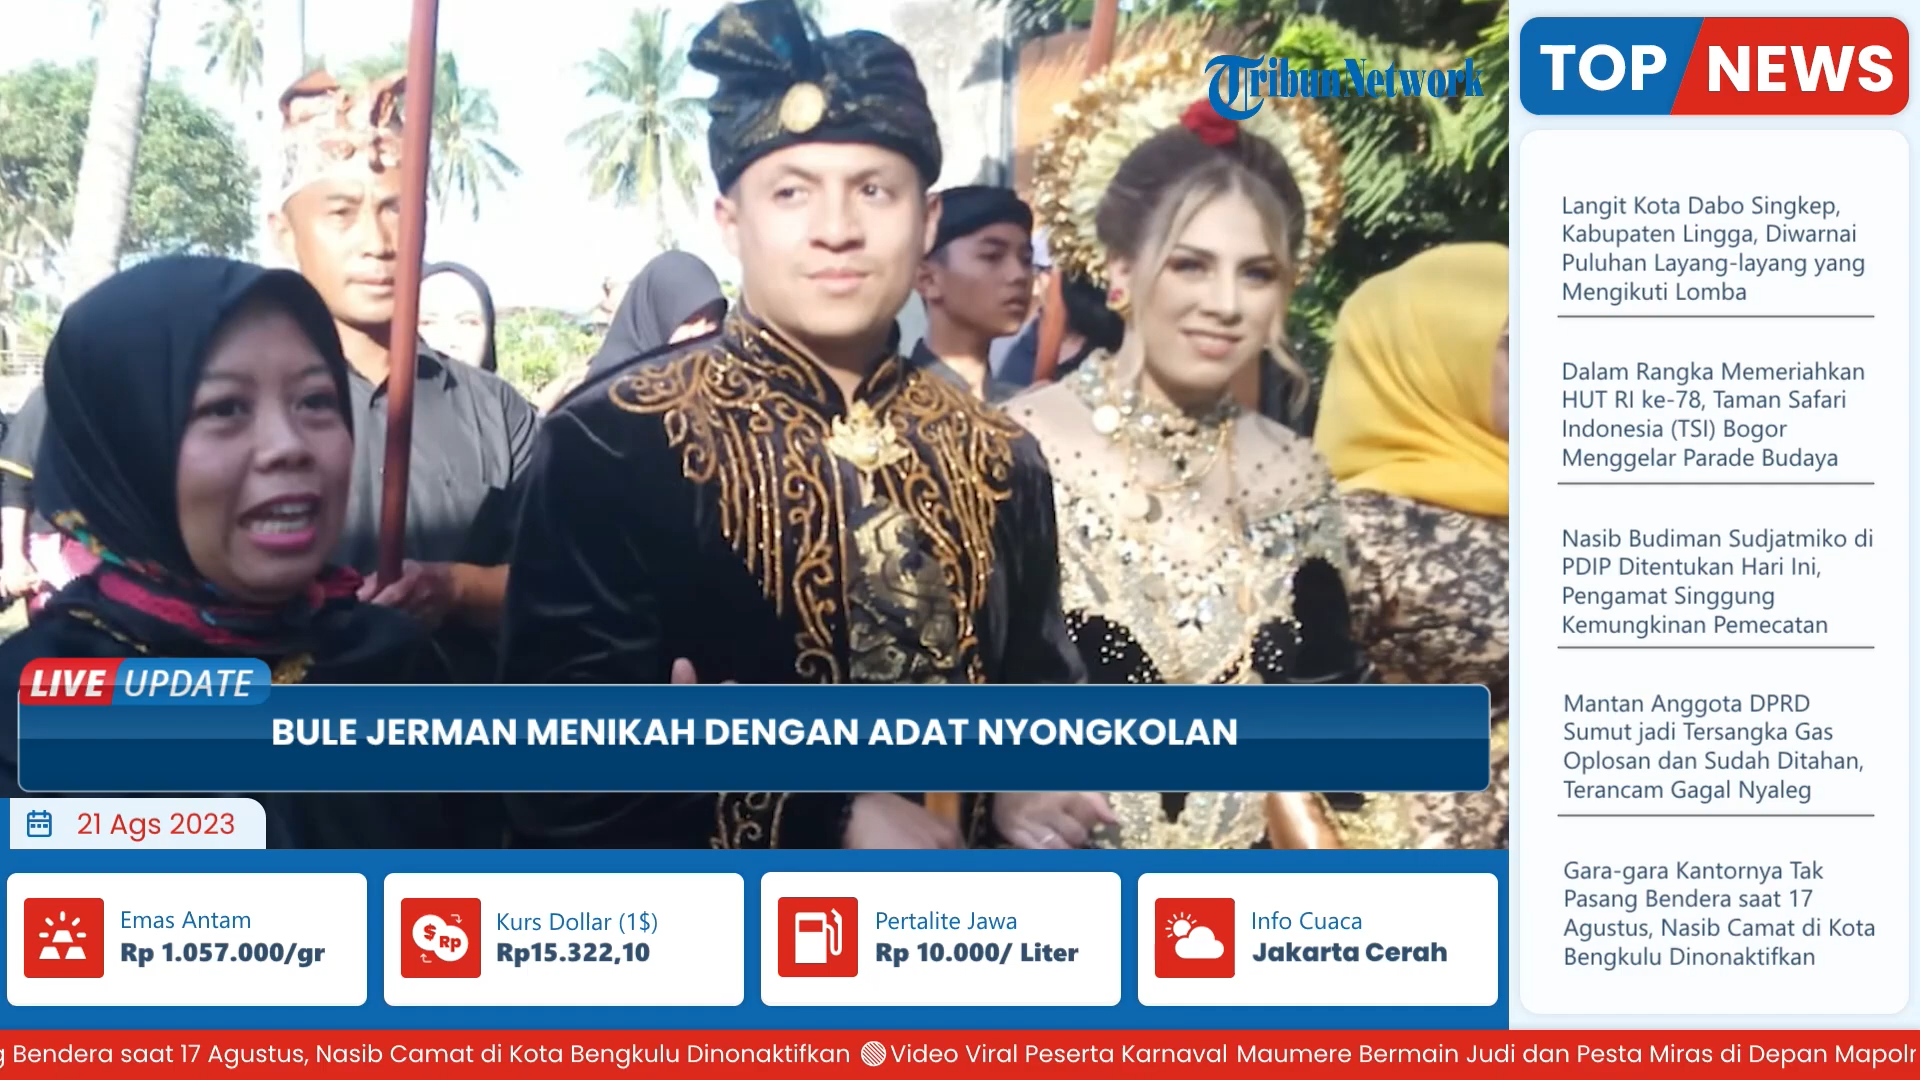 TribunNetwork
TOP NEWS
Langit Kota Dabo Singkep,
Kabupaten Lingga, Diwarnai
Puluhan Layang-layang yang
Mengikuti Lomba
Dalam Rangka Memeriahkan
HUT RI ke-78, Taman Safari
Indonesia (TSI) Bogor
Menggelar Parade Budaya
Nasib Budiman Sudjatmiko di
PDIP Ditentukan Hari Ini,
Pengamat Singgung
Kemungkinan Pemecatan
Mantan Anggota DPRD
Sumut jadi Tersangka Gas
Oplosan dan Sudah Ditahan,
Terancam Gagal Nyaleg
Gara-gara Kantornya Tak
Pasang Bendera saat 17
Agustus, Nasib Camat di Kota
Bengkulu Dinonaktifkan
LIVE UPDATE
BULE JERMAN MENIKAH DENGAN ADAT NYONGKOLAN
21 Ags 2023
Emas Antam
Rp 1.057.000/gr
$ Rp
Kurs Dollar (1$)
Rp15.322,10
Pertalite Jawa
Rp 10.000/ Liter
Info Cuaca
Jakarta Cerah
g Bendera saat 17 Agustus, Nasib Camat di Kota Bengkulu Dinonaktifkan Video Viral Peserta Karnaval Maumere Bermain Judi dan Pesta Miras di Depan Mapolr